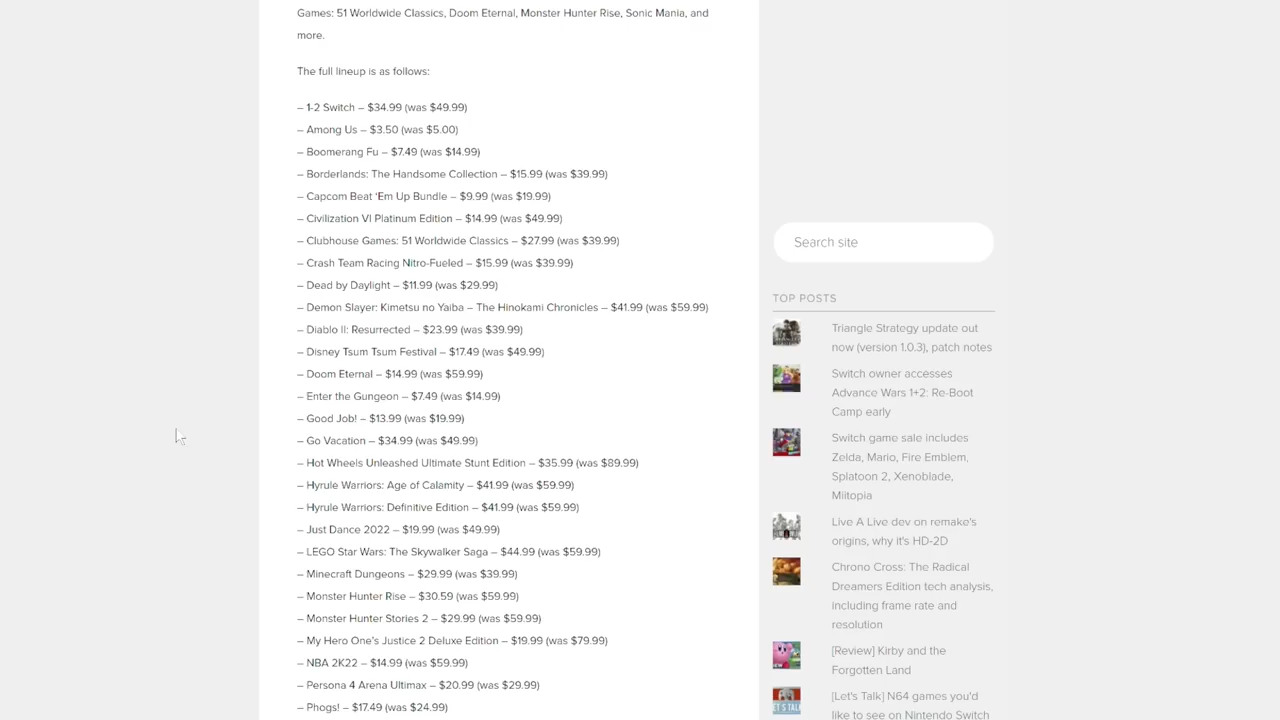 Games: 51 Worldwide Classics, Doom Eternal, Monster Hunter Rise, Sonic Mania, and
more.
The full lineup is as follows:
– 1-2 Switch – $34.99 (was $49.99)
– Among Us – $3.50 (was $5.00)
– Boomerang Fu – $7.49 (was $14.99)
– Borderlands: The Handsome Collection – $15.99 (was $39.99)
– Capcom Beat ‘Em Up Bundle – $9.99 (was $19.99)
– Civilization VI Platinum Edition – $14.99 (was $49.99)
– Clubhouse Games: 51 Worldwide Classics – $27.99 (was $39.99)
– Crash Team Racing Nitro-Fueled – $15.99 (was $39.99)
– Dead by Daylight – $11.99 (was $29.99)
– Demon Slayer: Kimetsu no Yaiba – The Hinokami Chronicles – $41.99 (was $59.99)
– Diablo II: Resurrected – $23.99 (was $39.99)
– Disney Tsum Tsum Festival – $17.49 (was $49.99)
– Doom Eternal – $14.99 (was $59.99)
– Enter the Gungeon – $7.49 (was $14.99)
– Good Job! – $13.99 (was $19.99)
– Go Vacation – $34.99 (was $49.99)
– Hot Wheels Unleashed Ultimate Stunt Edition – $35.99 (was $89.99)
– Hyrule Warriors: Age of Calamity – $41.99 (was $59.99)
– Hyrule Warriors: Definitive Edition – $41.99 (was $59.99)
– Just Dance 2022 – $19.99 (was $49.99)
– LEGO Star Wars: The Skywalker Saga – $44.99 (was $59.99)
– Minecraft Dungeons – $29.99 (was $39.99)
– Monster Hunter Rise – $30.59 (was $59.99)
– Monster Hunter Stories 2 – $29.99 (was $59.99)
– My Hero One’s Justice 2 Deluxe Edition – $19.99 (was $79.99)
– NBA 2K22 – $14.99 (was $59.99)
– Persona 4 Arena Ultimax – $20.99 (was $29.99)
– Phogs! – $17.49 (was $24.99)
Search site
TOP POSTS
Triangle Strategy update out
now (version 1.0.3), patch notes
Switch owner accesses
Advance Wars 1+2: Re-Boot
Camp early
Switch game sale includes
Zelda, Mario, Fire Emblem,
Splatoon 2, Xenoblade,
Miitopia
Live A Live dev on remake's
origins, why it's HD-2D
Chrono Cross: The Radical
Dreamers Edition tech analysis,
including frame rate and
resolution
[Review] Kirby and the
Forgotten Land
[Let's Talk] N64 games you'd
like to see on Nintendo Switch